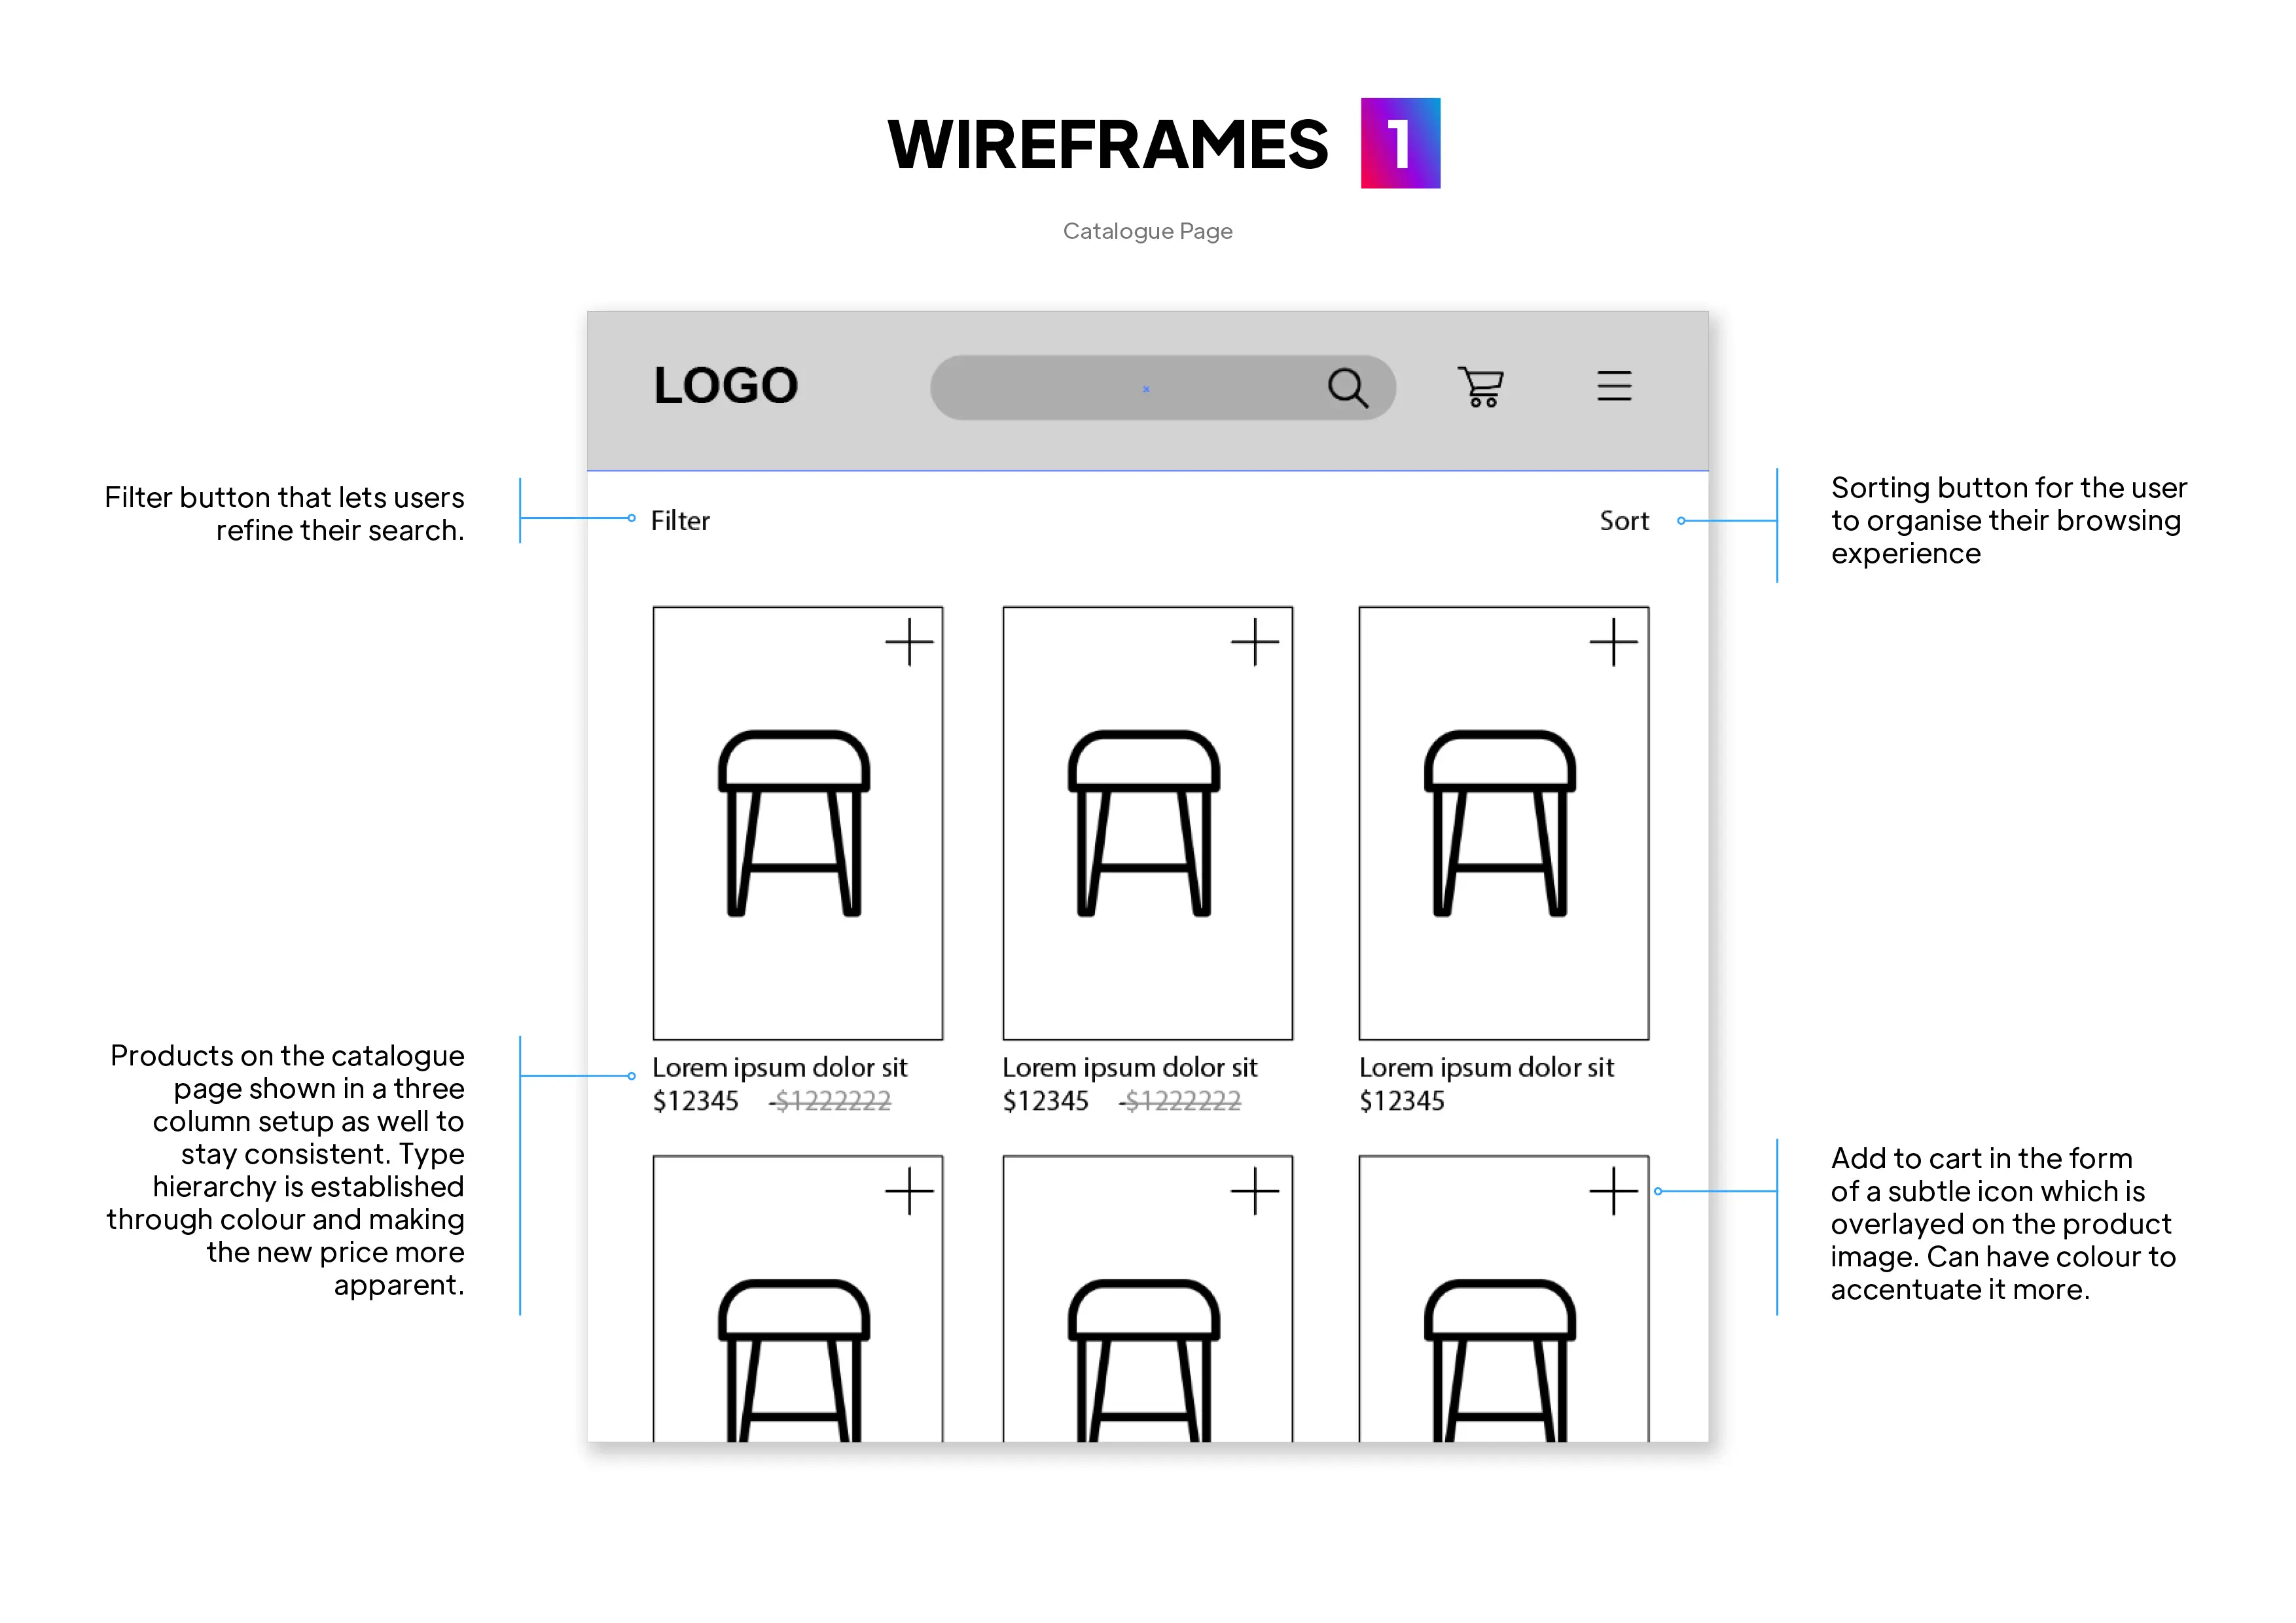 WIREFRAMES 1
Catalogue Page
LOGO
Filter button that lets users
refine their search.
Filter
Sort
Sorting button for the user
to organise their browsing
experience
Products on the catalogue
page shown in a three
column setup as well to
stay consistent. Type
hierarchy is established
through colour and making
the new price more
apparent.
Lorem ipsum dolor sit
$12345 -$1222222
Lorem ipsum dolor sit
$12345 -$1222222
Lorem ipsum dolor sit
$12345
Add to cart in the form
of a subtle icon which is
overlayed on the product
image. Can have colour to
accentuate it more.